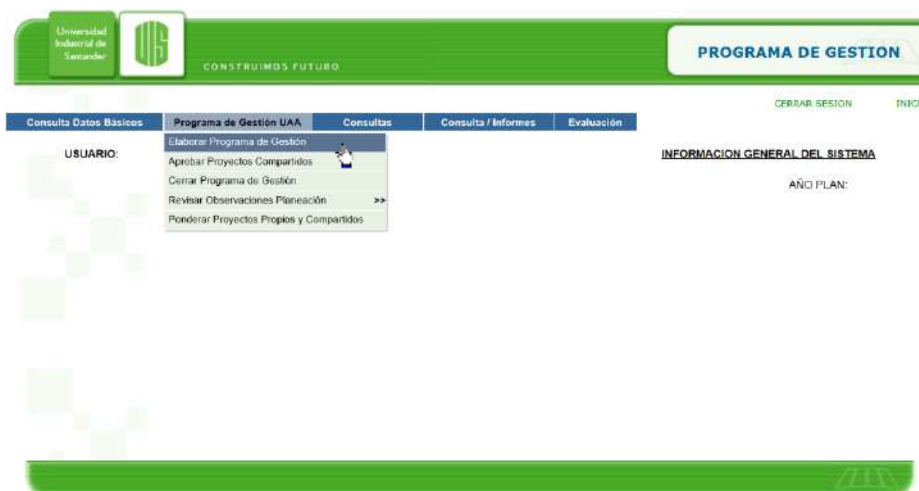 Universidad
Industrial de
Santander
UIS
CONSTRUIMOS FUTURO
PROGRAMA DE GESTION
CERRAR SESION
Consulta Datos Básicos
Programa de Gestión UAA
Consultas
Consulta / Informes
Evaluación
Elaborar Programa de Gestión
Aprobar Proyectos Compartidos
Cerrar Programa de Gestión
Revisar Observaciones Planeación >>
Ponderar Proyectos Propios y Compartidos
USUARIO:
INFORMACION GENERAL DEL SISTEMA
AÑO PLAN: